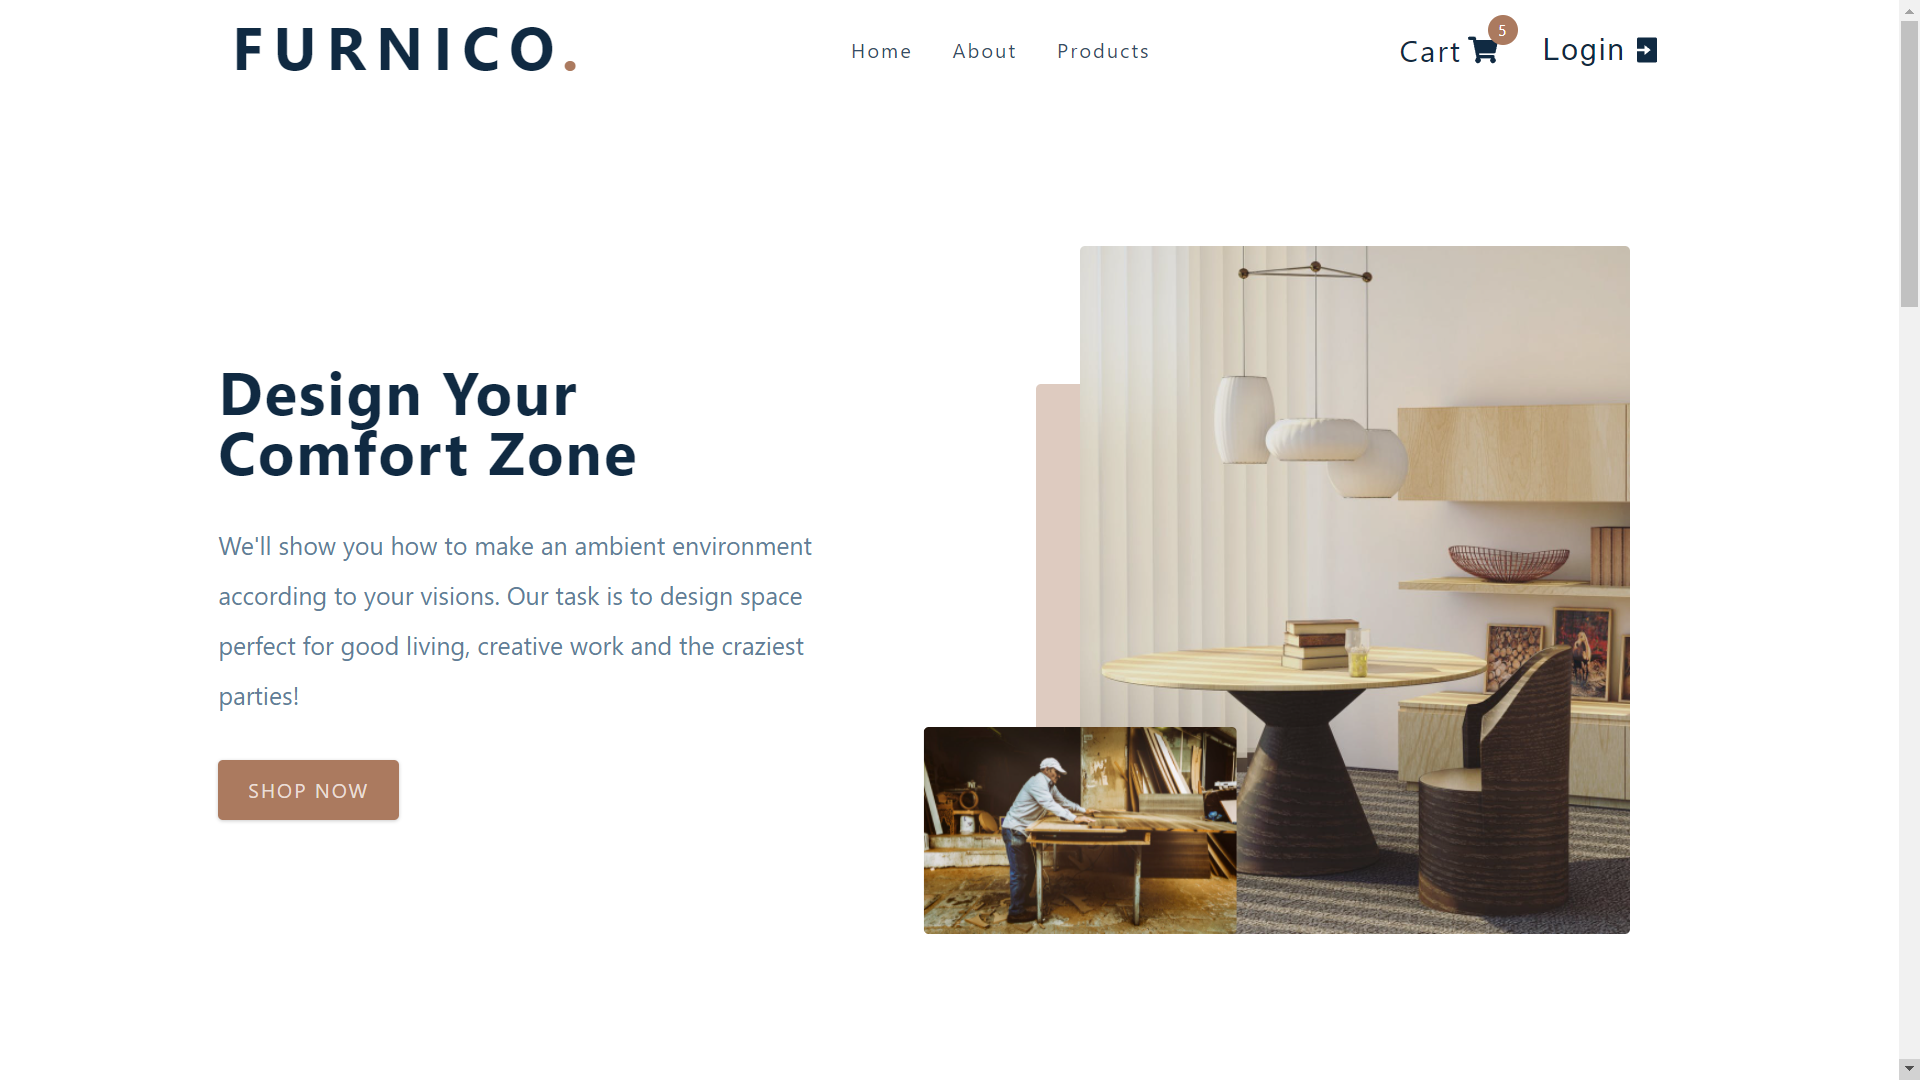 FURNICO.
Home About Products
Cart 5 Login
Design Your
Comfort Zone
We'll show you how to make an ambient environment
according to your visions. Our task is to design space
perfect for good living, creative work and the craziest
parties!
SHOP NOW